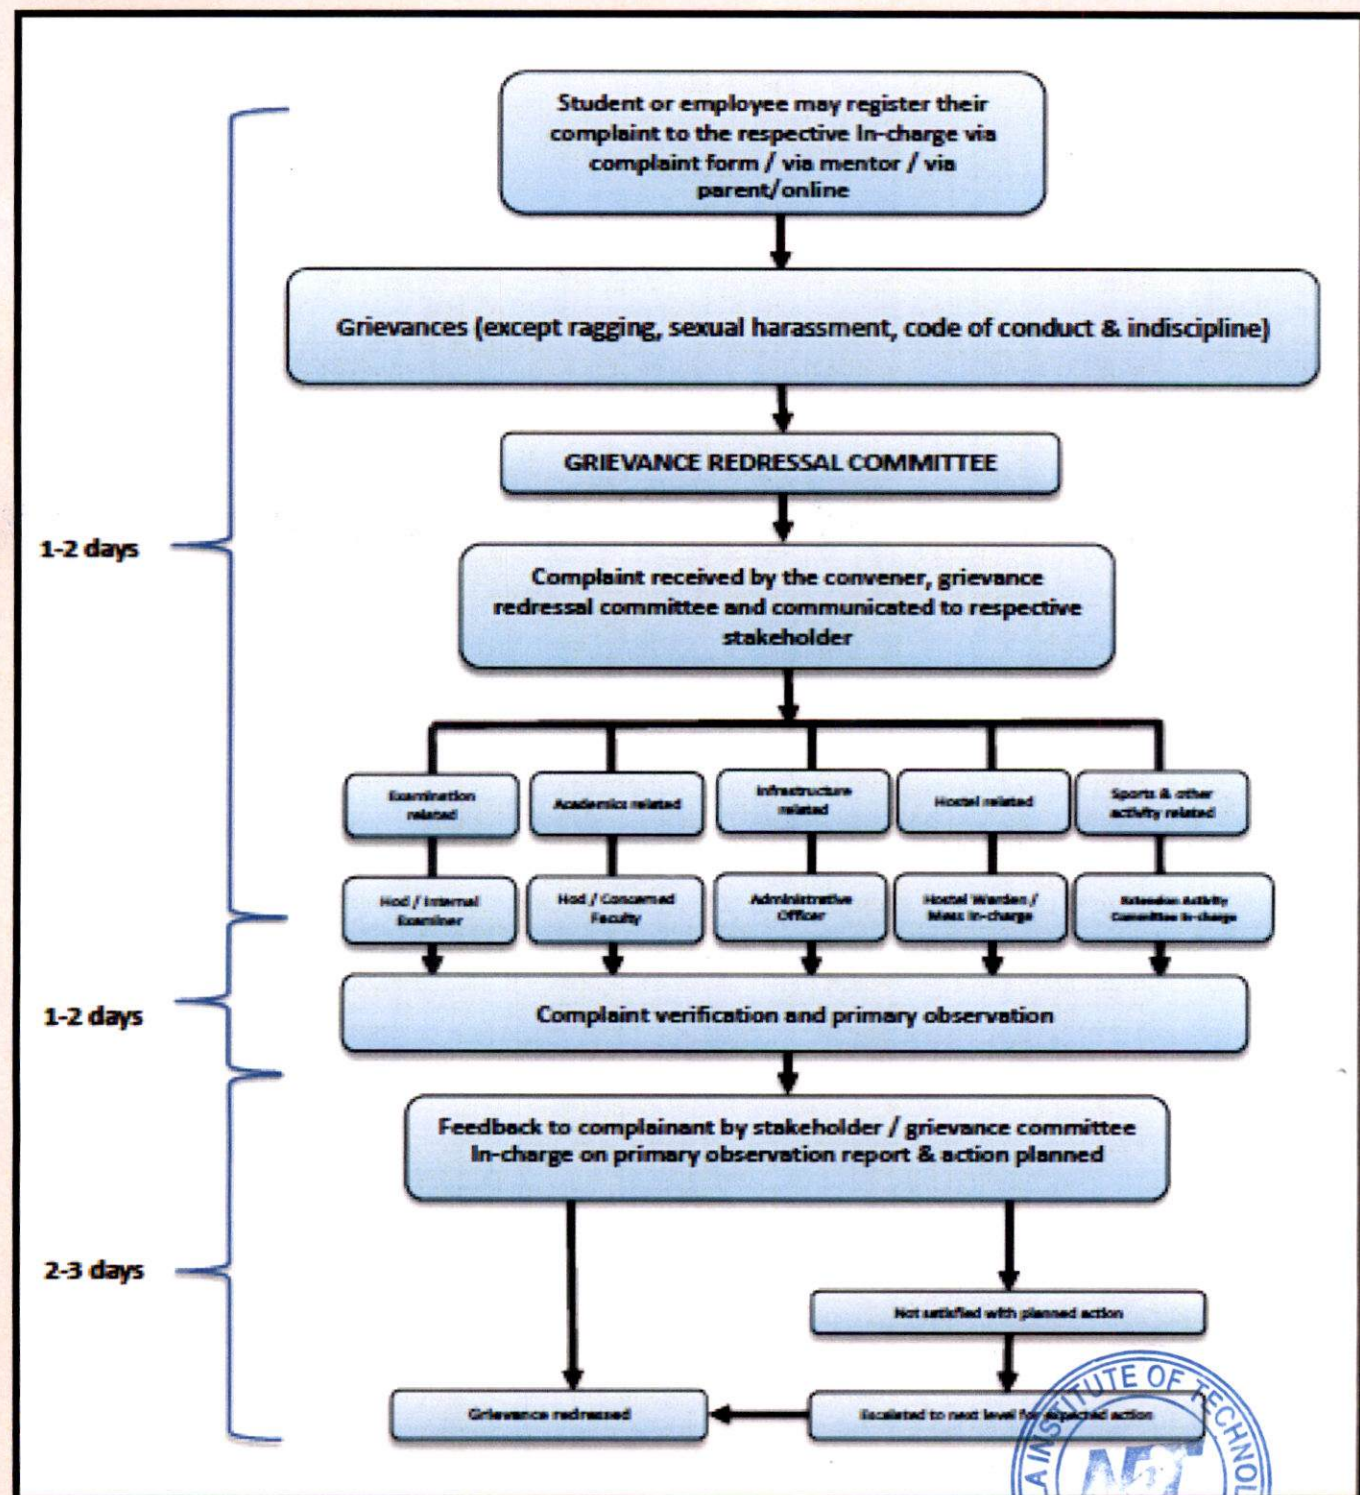 Student or employee may register their
complaint to the respective In-charge via
complaint form / via mentor / via
parent/online
Grievances (except ragging, sexual harassment, code of conduct & indiscipline)
GRIEVANCE REDRESSAL COMMITTEE
1-2 days
Complaint received by the convener, grievance
redressal committee and communicated to respective
stakeholder
Examination
related
Academics related
Infrastructure
related
Hostel related
Sports & other
activity related
Hod / Internal
Examiner
Hod / Concerned
Faculty
Administrative
Officer
Hostel Warden /
Mess In-charge
Extension Activity
Committee In-charge
1-2 days
Complaint verification and primary observation
Feedback to complainant by stakeholder / grievance committee
In-charge on primary observation report & action planned
2-3 days
Not satisfied with planned action
Grievance redressed
Escalated to next level for expected action
INSTITUTE OF